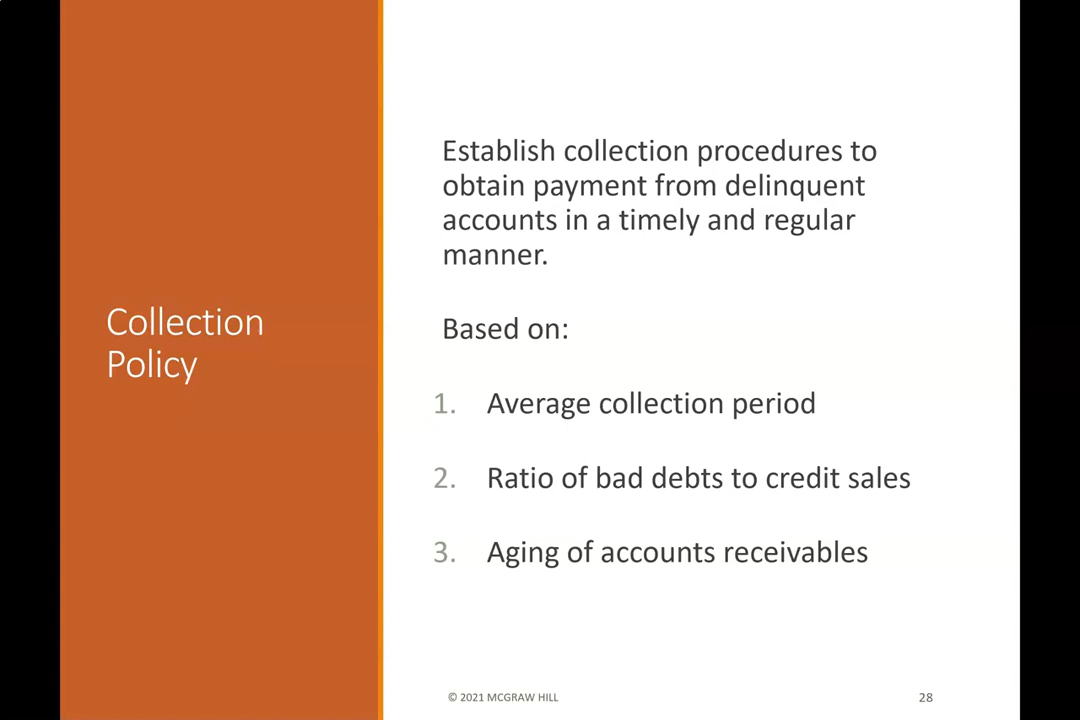 Collection
Policy
Establish collection procedures to
obtain payment from delinquent
accounts in a timely and regular
manner.
Based on:
1. Average collection period
2. Ratio of bad debts to credit sales
3. Aging of accounts receivables
© 2021 MCGRAW HILL
28